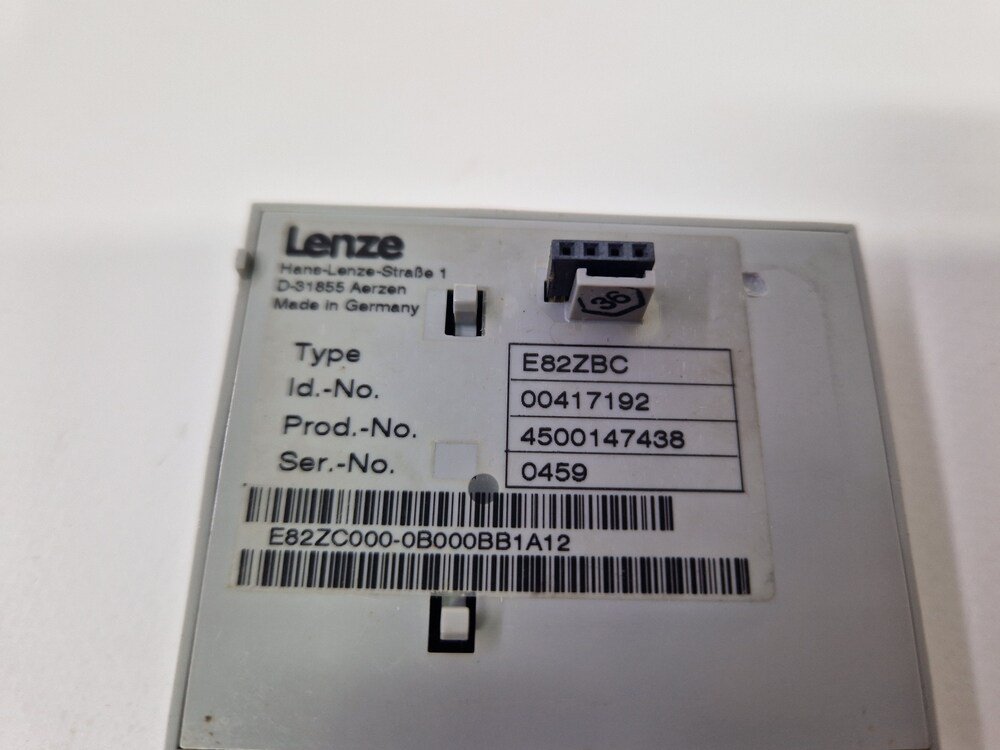 Lenze
Hans-Lenze-Straße 1
D-31855 Aerzen
Made in Germany
36
Type E82ZBC
Id.-No. 00417192
Prod.-No. 4500147438
Ser.-No. 0459
E82ZC000-0B000BB1A12